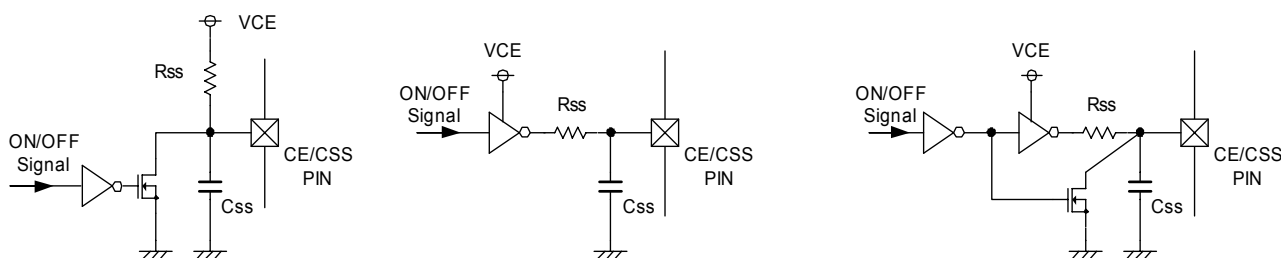 VCE
Rss
ON/OFF
Signal
CE/CSS
PIN
Css
VCE
ON/OFF
Signal
Rss
CE/CSS
PIN
Css
VCE
ON/OFF
Signal
Rss
CE/CSS
PIN
Css